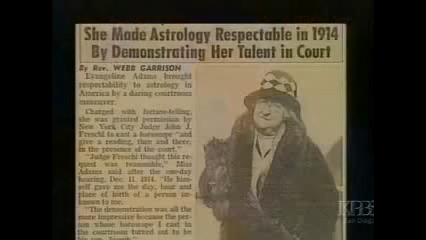 She Made Astrology Respectable in 1914
By Demonstrating Her Talent in Court
By Rev. WEBB GARRISON
Evangeline Adams brought
respectability to astrology in
America by a daring courtroom
maneuver.
Charged with fortune-telling,
she was granted permission by
New York City Judge John J.
Freschi to cast a horoscope "and
give a reading, then and there,
in the presence of the court."
"Judge Freschi thought this re-
quest was reasonable," Miss
Adams said after the one-day
hearing, Dec. 11, 1914. "He him-
self gave me the day, hour and
place of birth of a person un-
known to me.
"The demonstration was all the
more impressive because the per-
son whose horoscope I cast in
the courtroom turned out to be
KPBS
San Diego